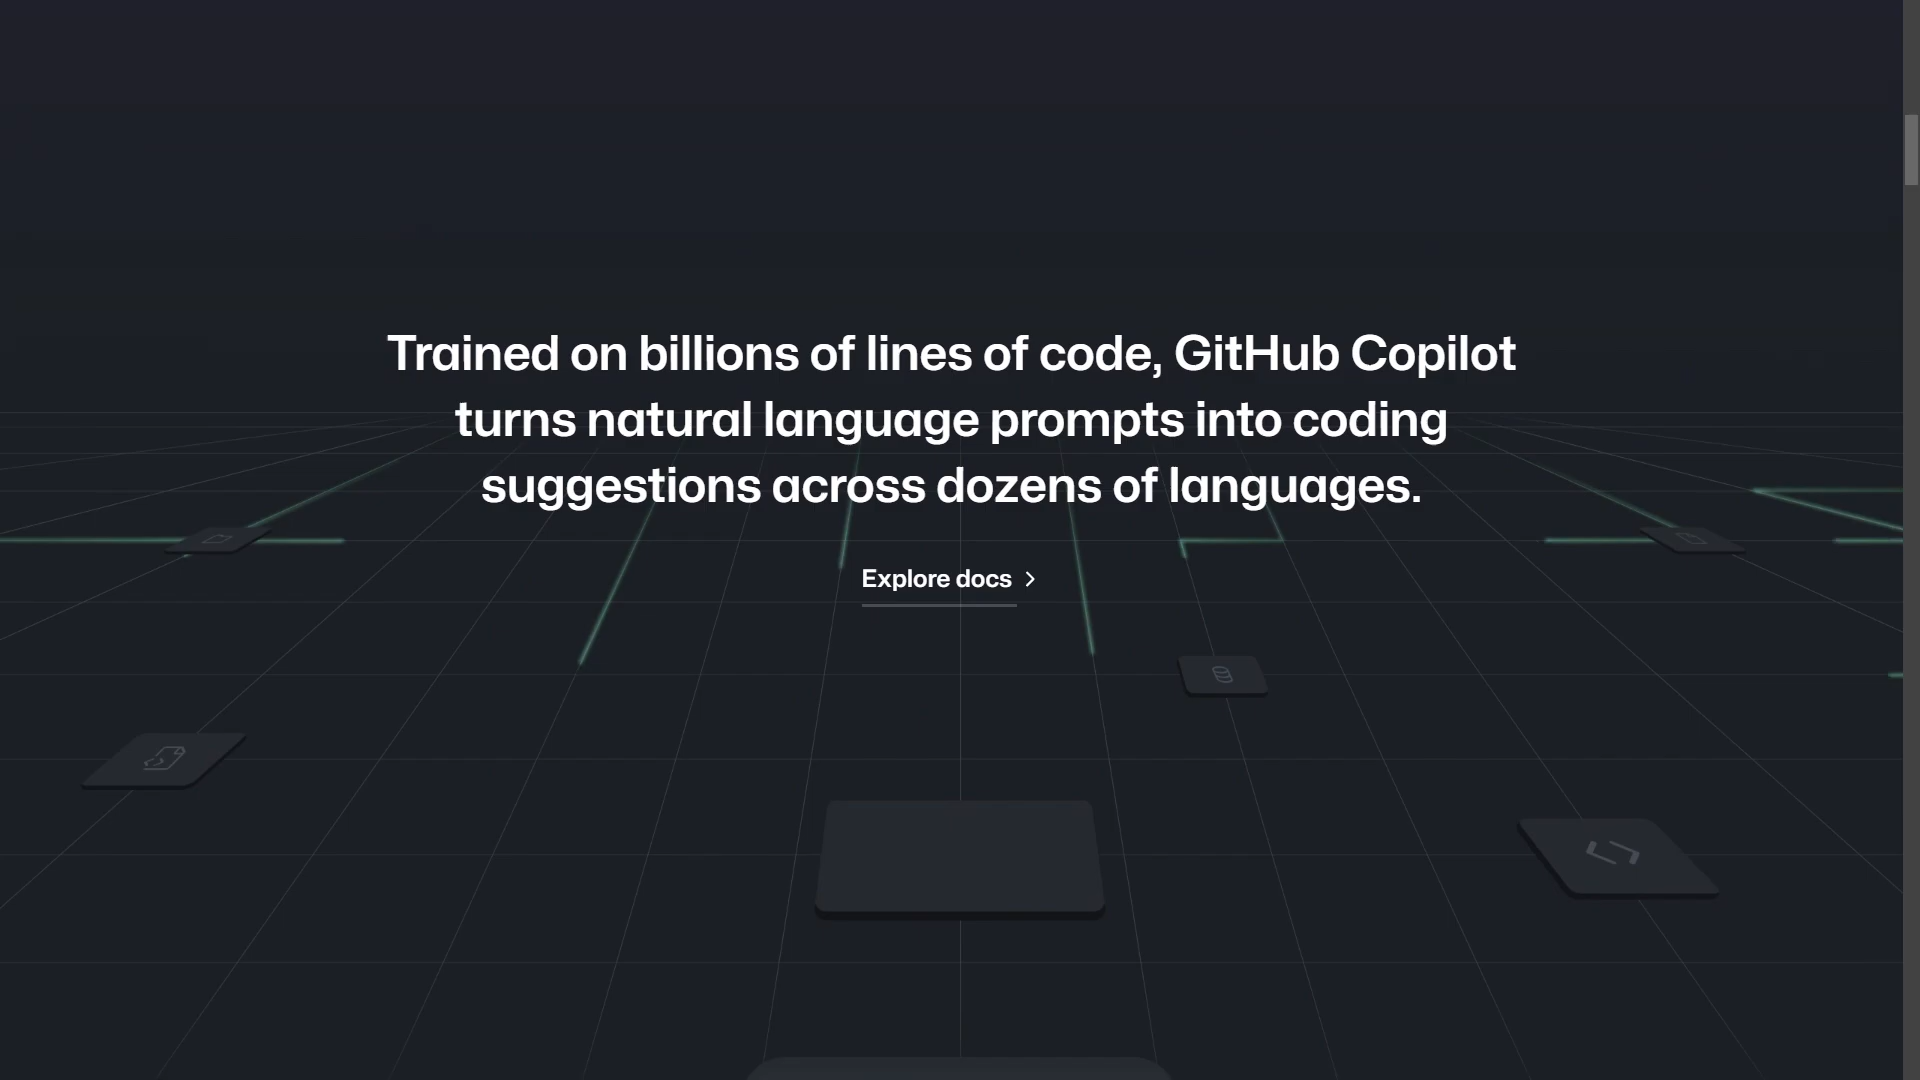 Trained on billions of lines of code, GitHub Copilot
turns natural language prompts into coding
suggestions across dozens of languages.
Explore docs